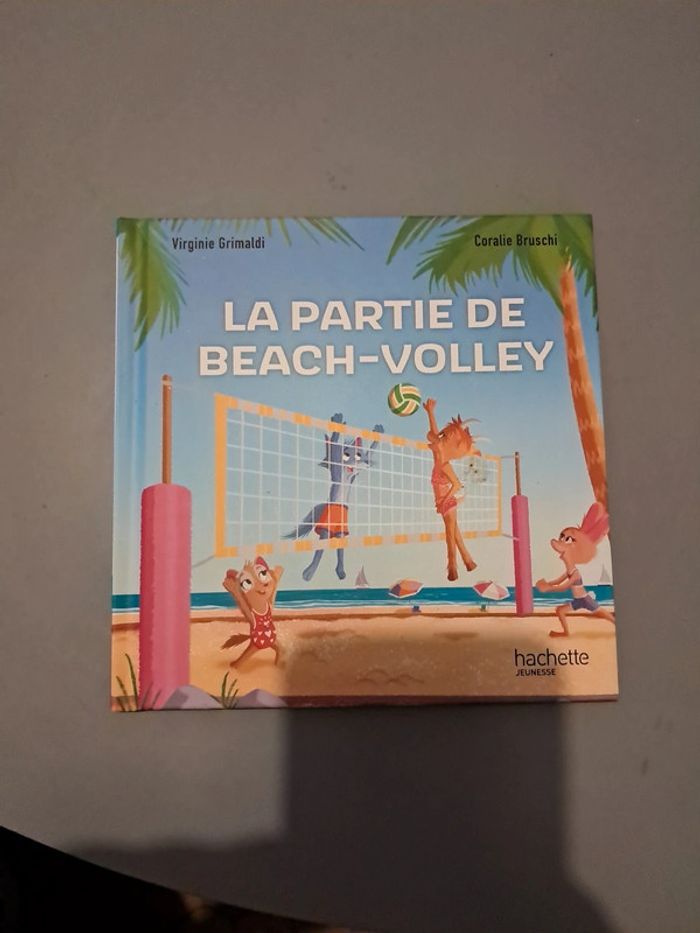 Virginie Grimaldi
Coralie Bruschi
LA PARTIE DE
BEACH-VOLLEY
hachette
JEUNESSE